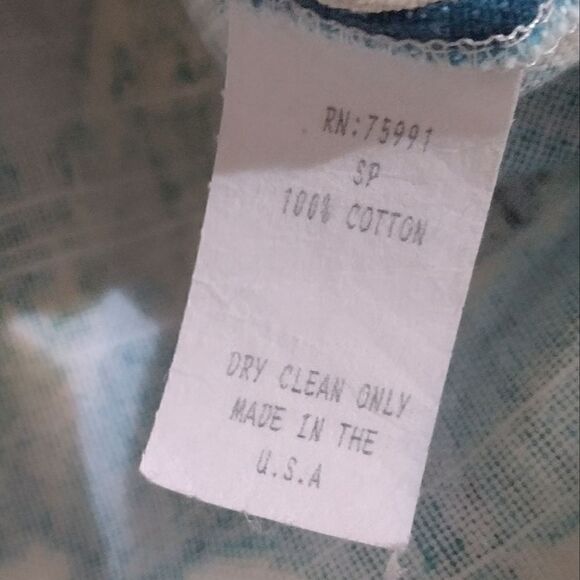 RN:75991
SP
100% COTTON
DRY CLEAN ONLY
MADE IN THE
U.S.A